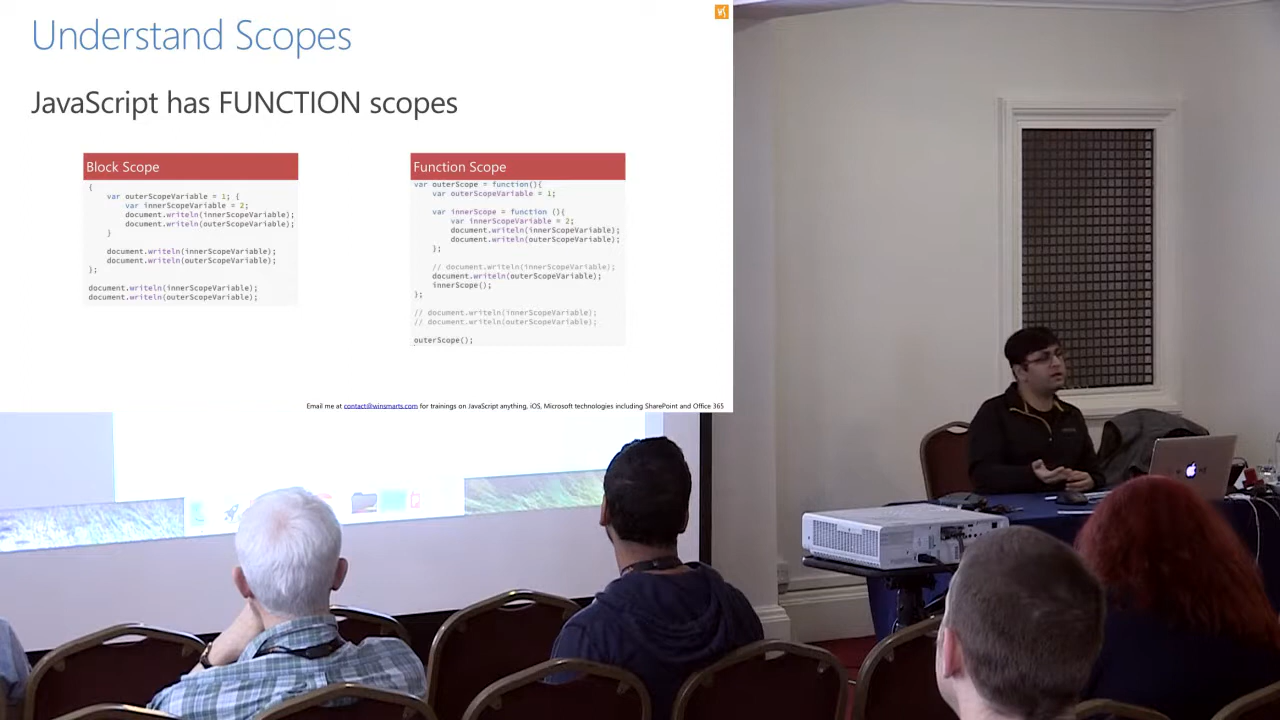 Understand Scopes
JavaScript has FUNCTION scopes
Block Scope
{
var outerScopeVariable = 1; {
var innerScopeVariable = 2;
document.writeln(innerScopeVariable);
document.writeln(outerScopeVariable);
}
document.writeln(innerScopeVariable);
document.writeln(outerScopeVariable);
};
document.writeln(innerScopeVariable);
document.writeln(outerScopeVariable);
Function Scope
var outerScope = function(){
var outerScopeVariable = 1;
var innerScope = function (){
var innerScopeVariable = 2;
document.writeln(innerScopeVariable);
document.writeln(outerScopeVariable);
};
// document.writeln(innerScopeVariable);
document.writeln(outerScopeVariable);
innerScope();
};
// document.writeln(innerScopeVariable);
// document.writeln(outerScopeVariable);
outerScope();
Email me at contact@winsmarts.com for trainings on JavaScript anything, iOS, Microsoft technologies including SharePoint and Office 365